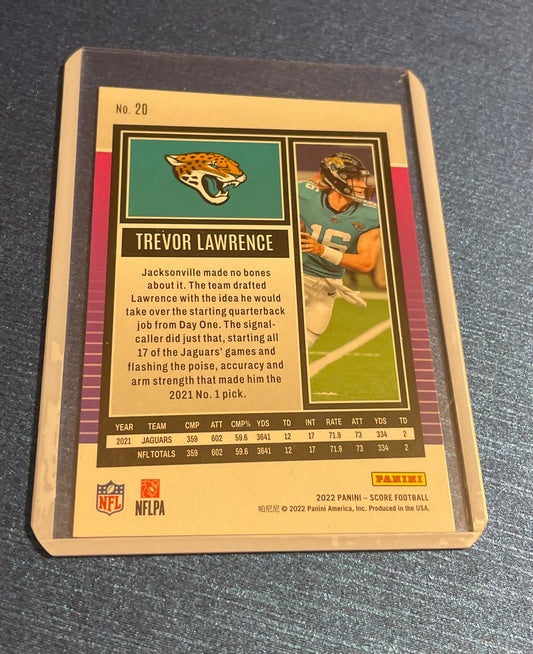 No. 20
16
TREVOR LAWRENCE
Jacksonville made no bones
about it. The team drafted
Lawrence with the idea he would
take over the starting quarterback
job from Day One. The signal-
caller did just that, starting all
17 of the Jaguars' games and
flashing the poise, accuracy and
arm strength that made him the
2021 No. 1 pick.
YEAR TEAM CMP ATT CMP% YDS TD INT RATE ATT YDS TD
2021 JAGUARS 359 602 59.6 3641 12 17 71.9 73 334 2
NFL TOTALS 359 602 59.6 3641 12 17 71.9 73 334 2
PANINI
NFL NFLPA
2022 PANINI – SCORE FOOTBALL
帕尼尼 © 2022 Panini America, Inc. Produced in the USA.